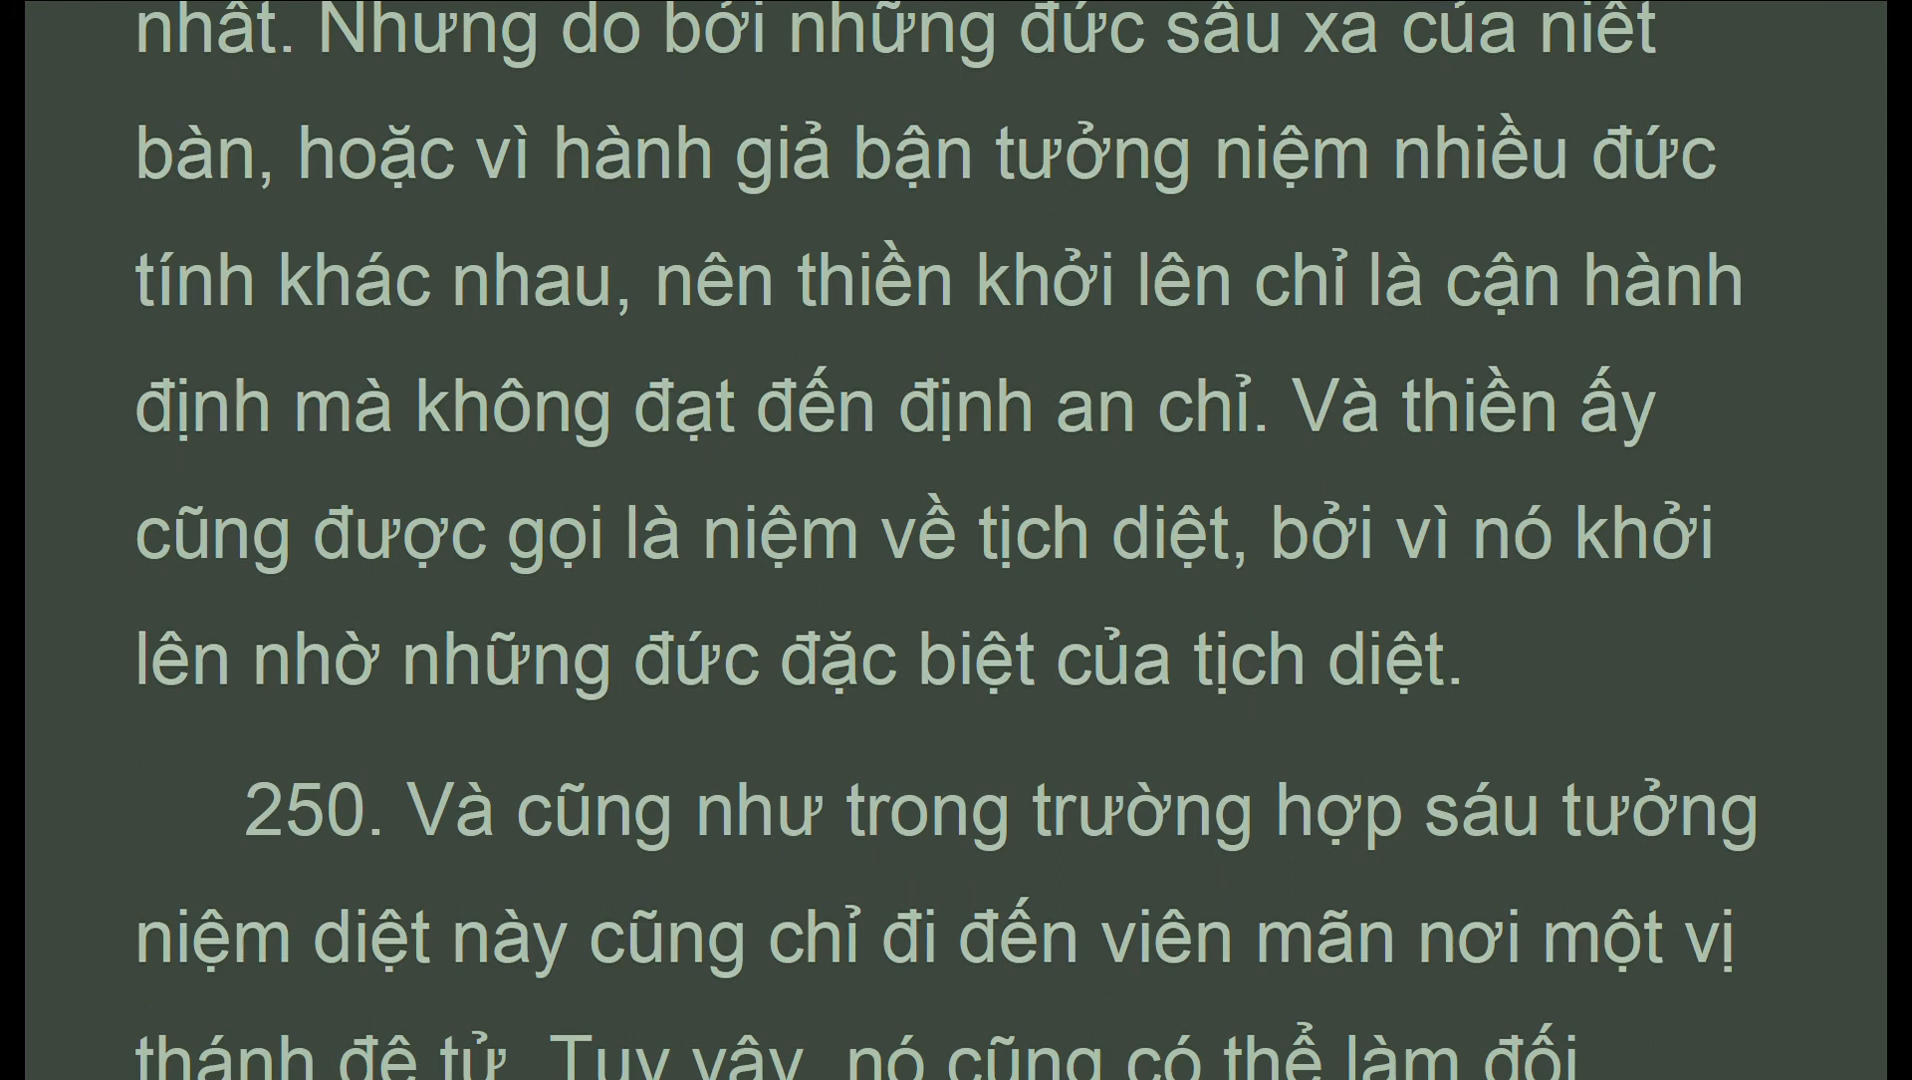 nhất. Nhưng do bởi những đức sâu xa của niết
bàn, hoặc vì hành giả bận tưởng niệm nhiều đức
tính khác nhau, nên thiền khởi lên chỉ là cận hành
định mà không đạt đến định an chỉ. Và thiền ấy
cũng được gọi là niệm về tịch diệt, bởi vì nó khởi
lên nhờ những đức đặc biệt của tịch diệt.
250. Và cũng như trong trường hợp sáu tưởng
niệm diệt này cũng chỉ đi đến viên mãn nơi một vị
thánh đệ tử. Tuy vậy, nó cũng có thể làm đối